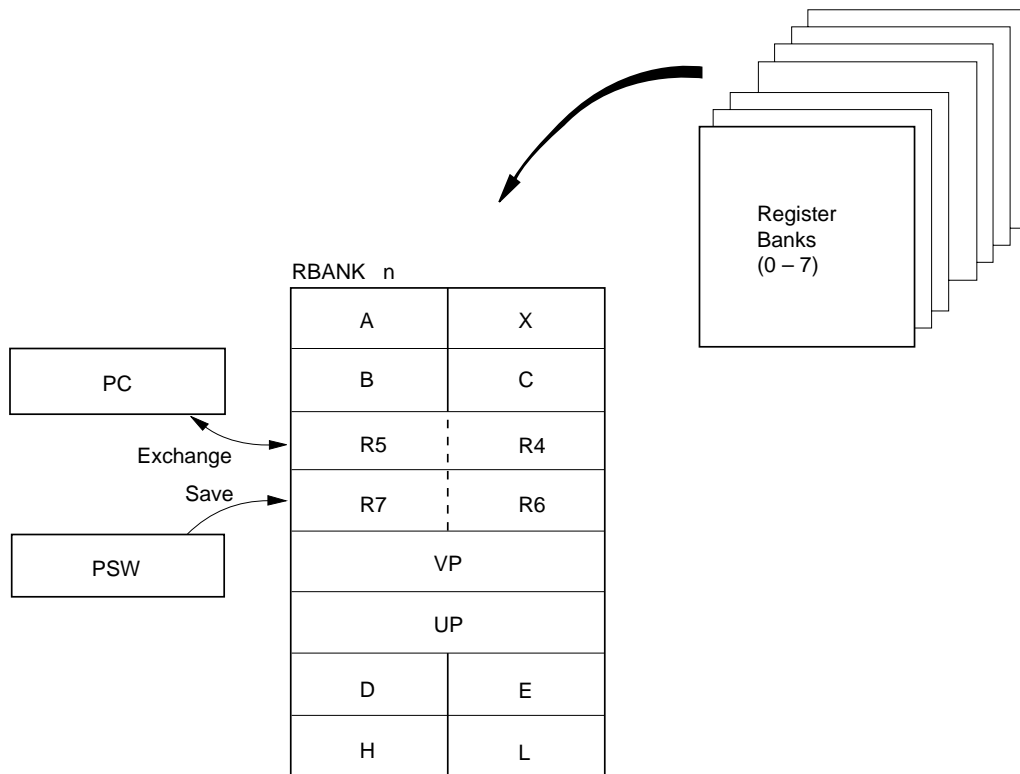 Register
Banks
(0 – 7)
RBANK n
A X
PC
B C
R5 R4
Exchange
Save
R7 R6
PSW
VP
UP
D E
H L